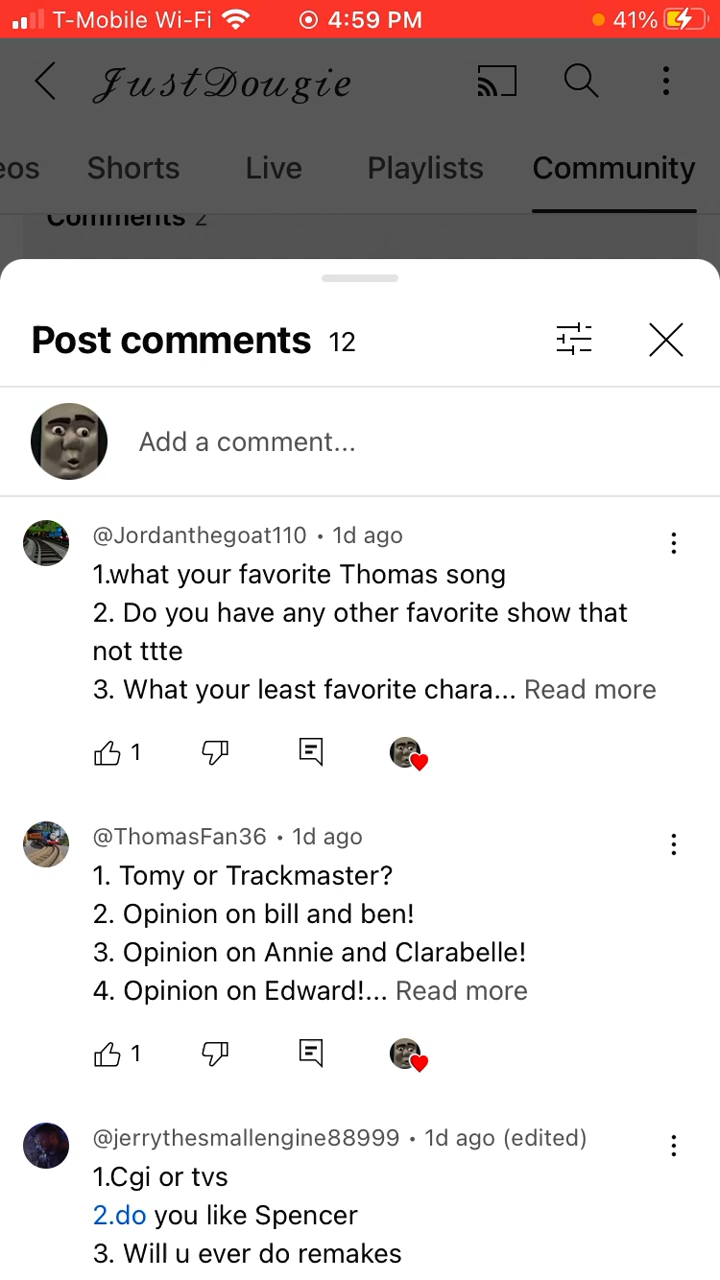 T-Mobile Wi-Fi 4:59 PM 41%
JustDougie
eos Shorts Live Playlists Community
Comments 2
Post comments 12
Add a comment...
@Jordanthegoat110 • 1d ago
1.what your favorite Thomas song
2. Do you have any other favorite show that
not ttte
3. What your least favorite chara... Read more
1
@ThomasFan36 • 1d ago
1. Tomy or Trackmaster?
2. Opinion on bill and ben!
3. Opinion on Annie and Clarabelle!
4. Opinion on Edward!... Read more
1
@jerrythesmallengine88999 • 1d ago (edited)
1.Cgi or tvs
2.do you like Spencer
3. Will u ever do remakes